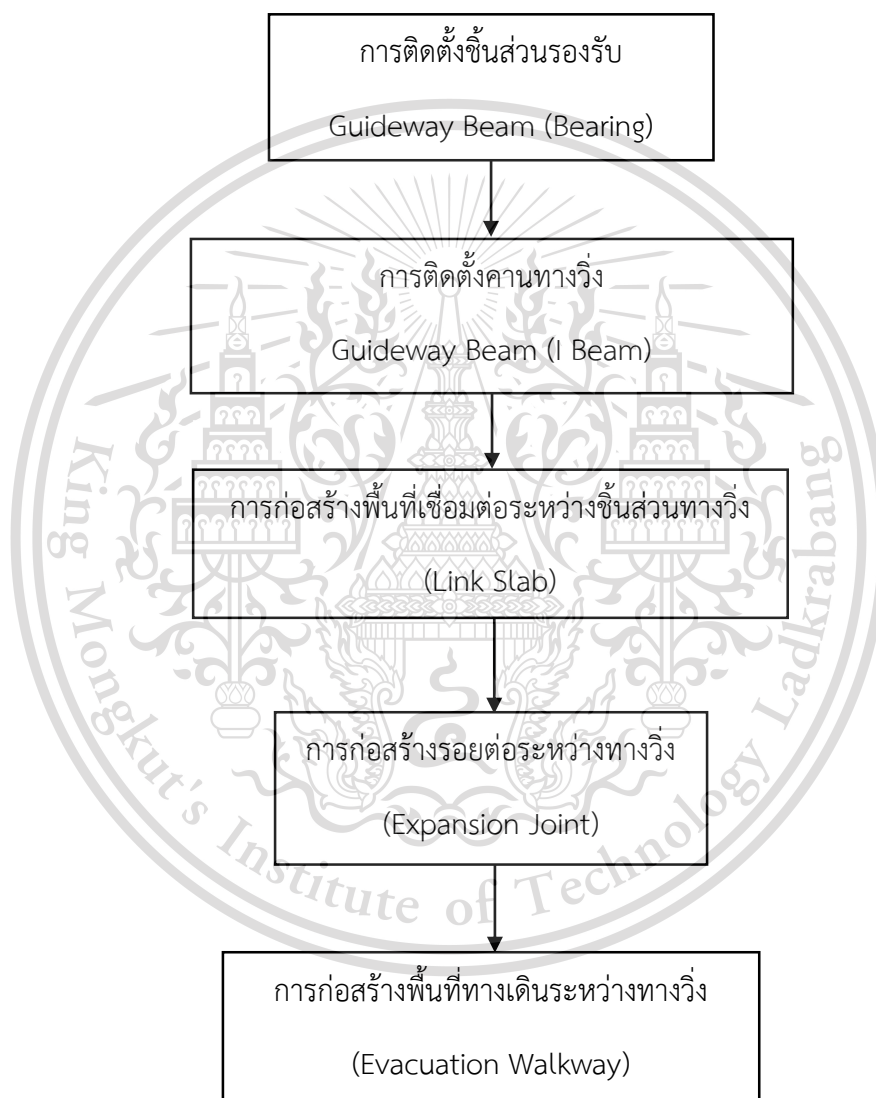 การติดตั้งชิ้นส่วนรองรับ
Guideway Beam (Bearing)
การติดตั้งคานทางวิ่ง
Guideway Beam (I Beam)
การก่อสร้างพื้นที่เชื่อมต่อระหว่างชิ้นส่วนทางวิ่ง
(Link Slab)
การก่อสร้างรอยต่อระหว่างทางวิ่ง
(Expansion Joint)
การก่อสร้างพื้นที่ทางเดินระหว่างทางวิ่ง
(Evacuation Walkway)
King Mongkut's Institute of Technology Ladkrabang